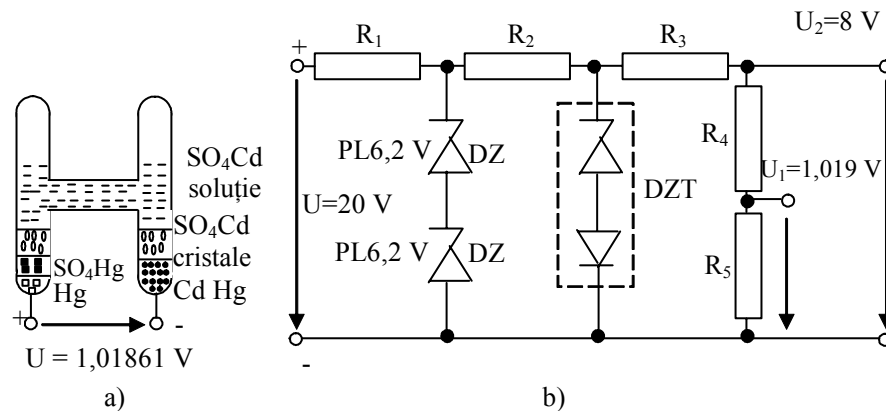 SO₄Cd
soluție
SO₄Cd
cristale
SO₄Hg
Hg
Cd Hg
+
-
U = 1,01861 V
a)
+
R₁
R₂
R₃
U₂=8 V
PL6,2 V
DZ
U=20 V
PL6,2 V
DZ
DZT
R₄
U₁=1,019 V
R₅
-
b)